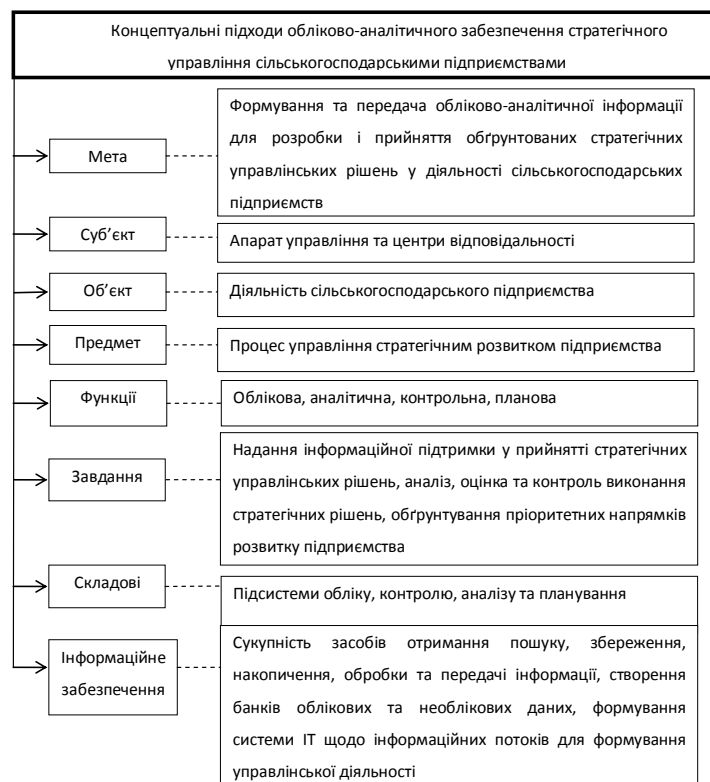 Концептуальні підходи обліково-аналітичного забезпечення стратегічного
управління сільськогосподарськими підприємствами
Мета
Формування та передача обліково-аналітичної інформації
для розробки і прийняття обґрунтованих стратегічних
управлінських рішень у діяльності сільськогосподарських
підприємств
Суб’єкт
Апарат управління та центри відповідальності
Об’єкт
Діяльність сільськогосподарського підприємства
Предмет
Процес управління стратегічним розвитком підприємства
Функції
Облікова, аналітична, контрольна, планова
Завдання
Надання інформаційної підтримки у прийнятті стратегічних
управлінських рішень, аналіз, оцінка та контроль виконання
стратегічних рішень, обґрунтування пріоритетних напрямків
розвитку підприємства
Складові
Підсистеми обліку, контролю, аналізу та планування
Інформаційне
забезпечення
Сукупність засобів отримання пошуку, збереження,
накопичення, обробки та передачі інформації, створення
банків облікових та необлікових даних, формування
системи ІТ щодо інформаційних потоків для формування
управлінської діяльності